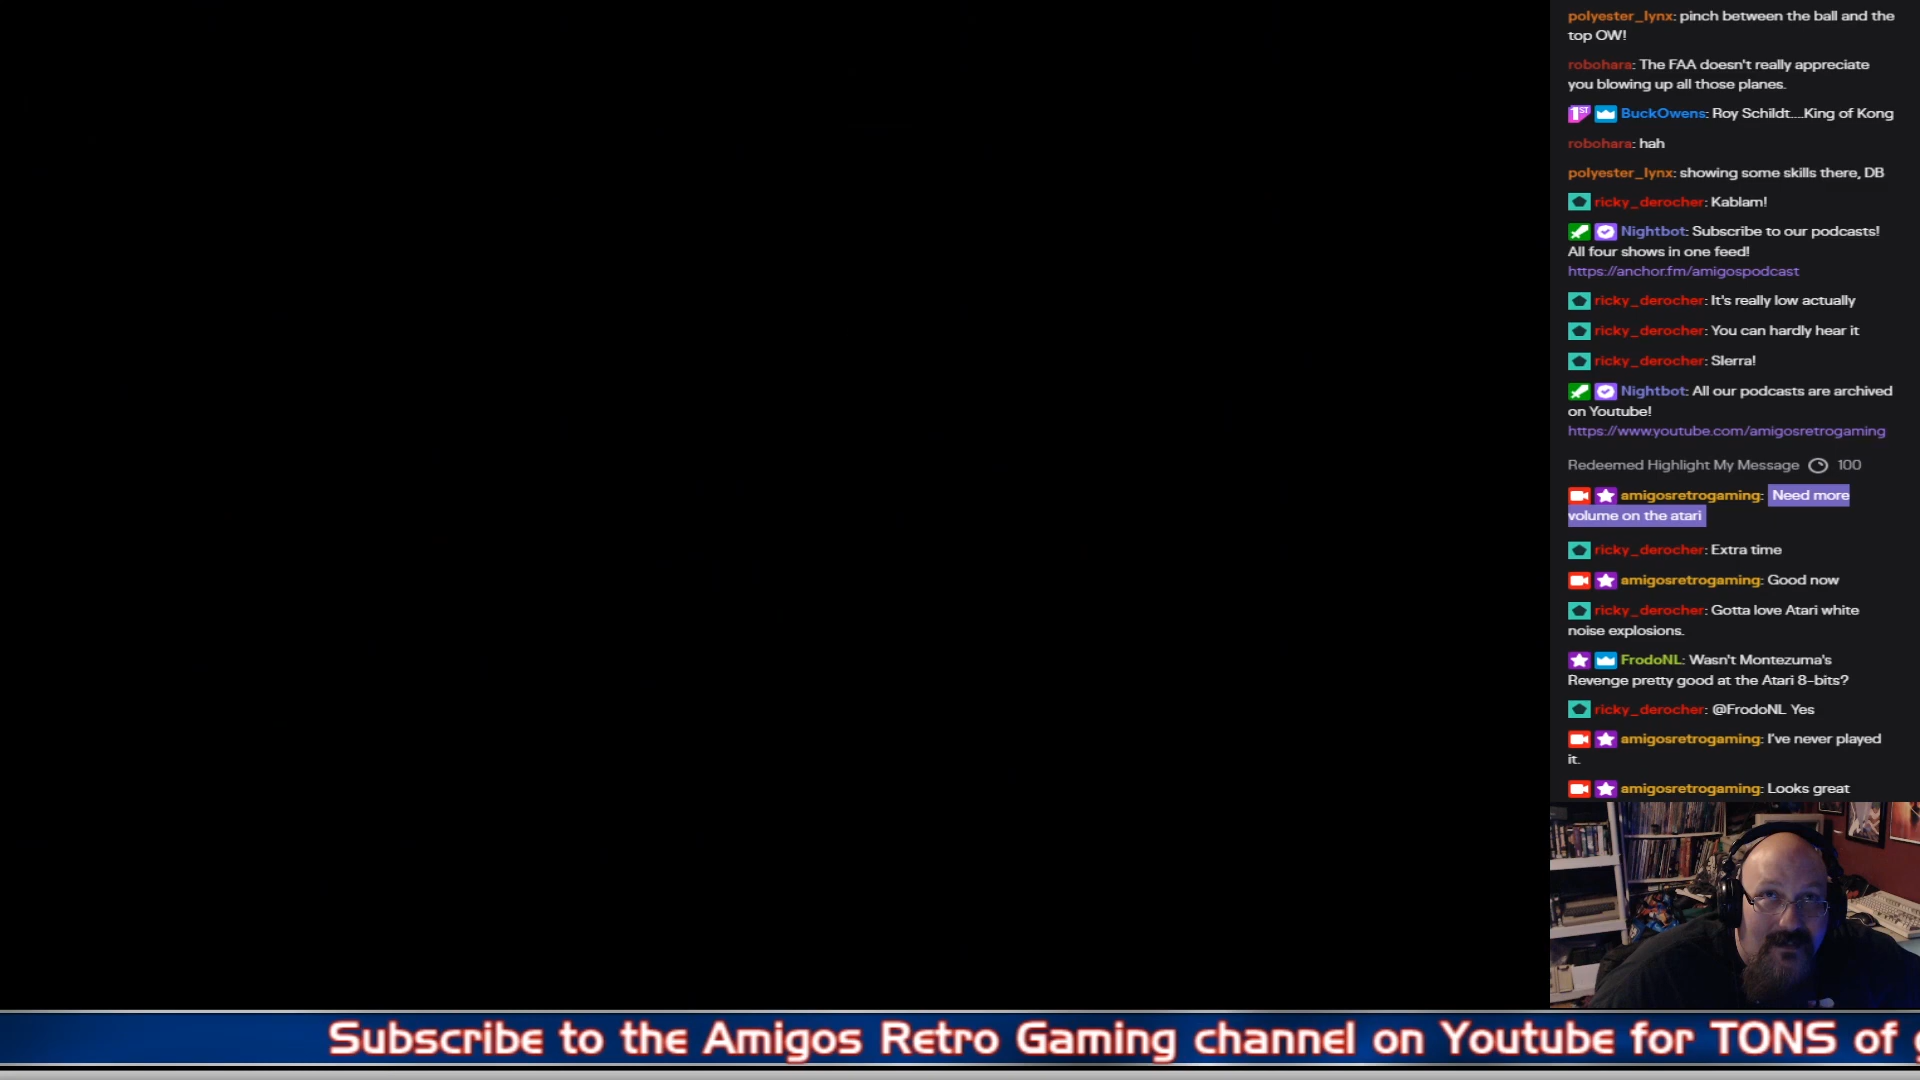 polyester_lynx: pinch between the ball and the
top OW!
robohara: The FAA doesn't really appreciate
you blowing up all those planes.
1ST BuckOwens: Roy Schildt....King of Kong
robohara: hah
polyester_lynx: showing some skills there, DB
ricky_derocher: Kablam!
Nightbot: Subscribe to our podcasts!
All four shows in one feed!
https://anchor.fm/amigospodcast
ricky_derocher: It's really low actually
ricky_derocher: You can hardly hear it
ricky_derocher: SIerra!
Nightbot: All our podcasts are archived
on Youtube!
https://www.youtube.com/amigosretrogaming
Redeemed Highlight My Message 100
amigosretrogaming: Need more
volume on the atari
ricky_derocher: Extra time
amigosretrogaming: Good now
ricky_derocher: Gotta love Atari white
noise explosions.
FrodoNL: Wasn't Montezuma's
Revenge pretty good at the Atari 8-bits?
ricky_derocher: @FrodoNL Yes
amigosretrogaming: I've never played
it.
amigosretrogaming: Looks great
Subscribe to the Amigos Retro Gaming channel on Youtube for TONS of g